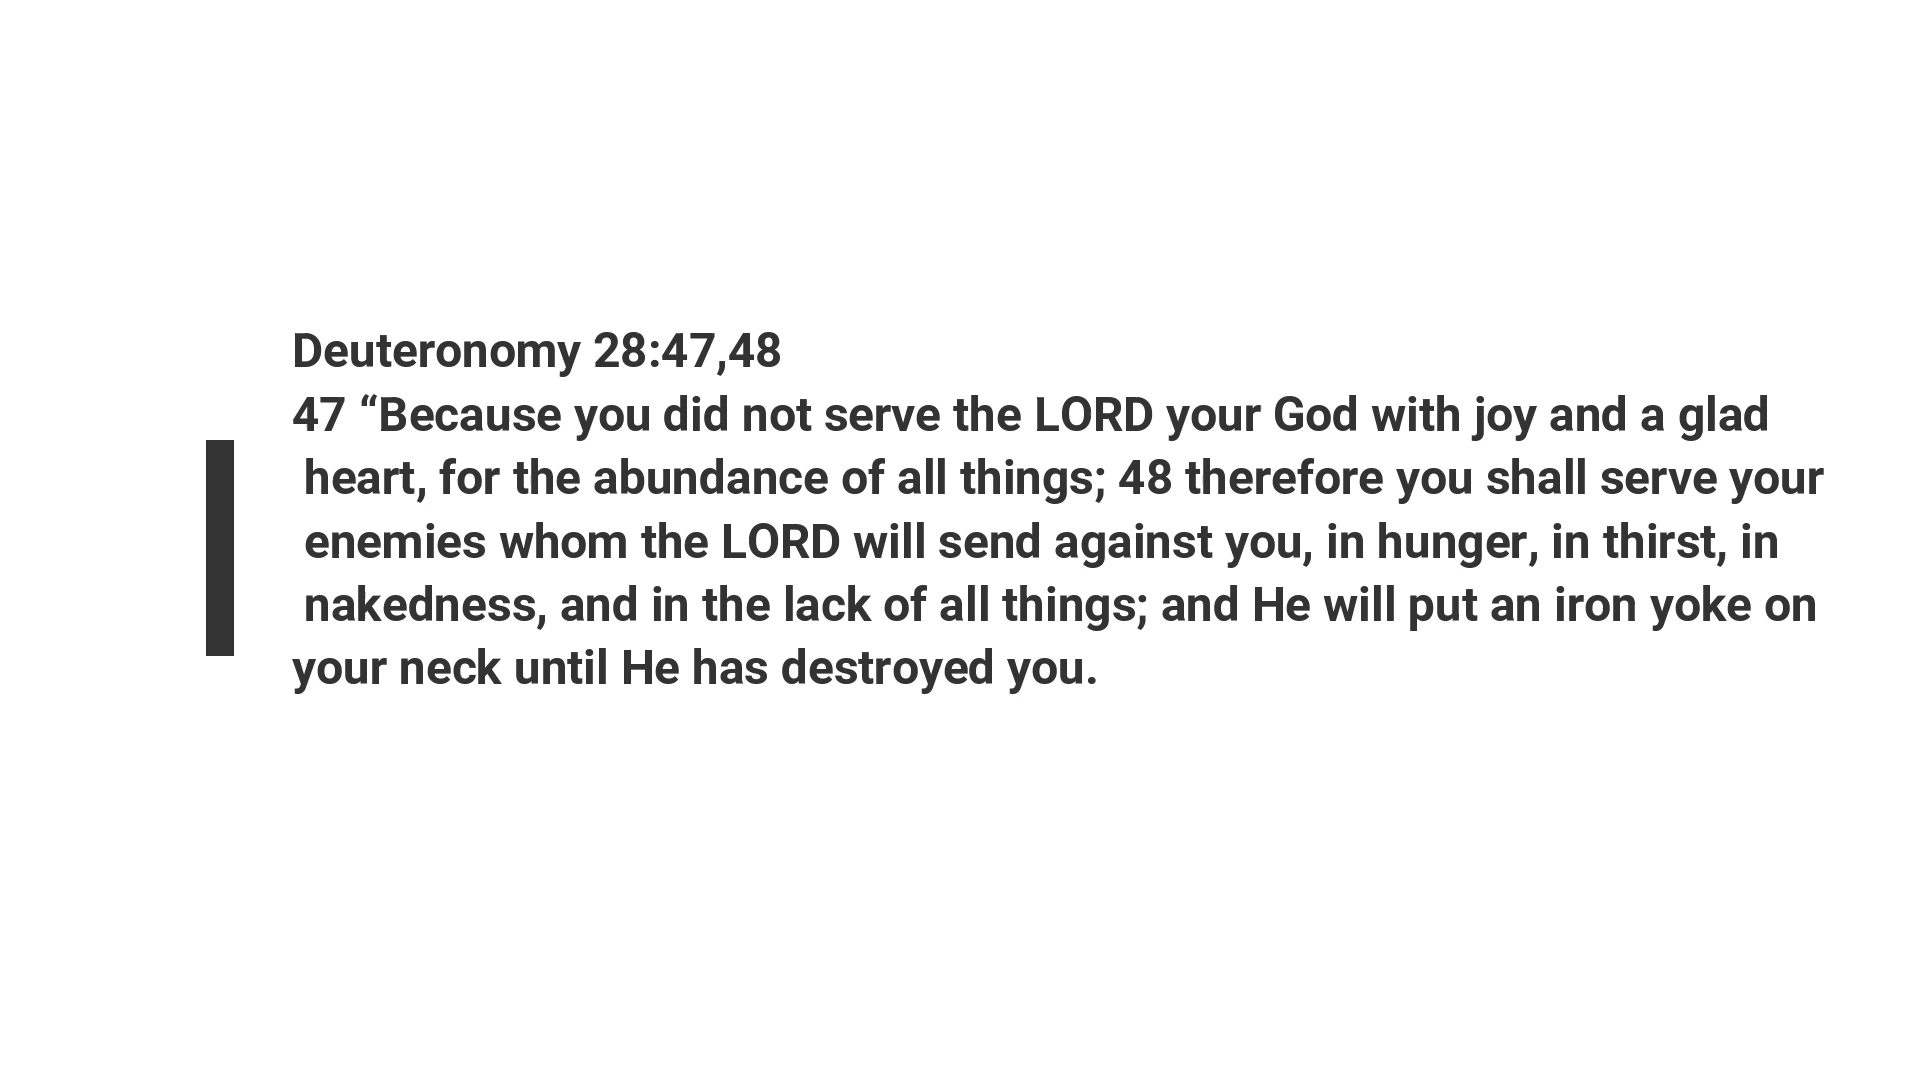 Deuteronomy 28:47,48
47 “Because you did not serve the LORD your God with joy and a glad
heart, for the abundance of all things; 48 therefore you shall serve your
enemies whom the LORD will send against you, in hunger, in thirst, in
nakedness, and in the lack of all things; and He will put an iron yoke on
your neck until He has destroyed you.